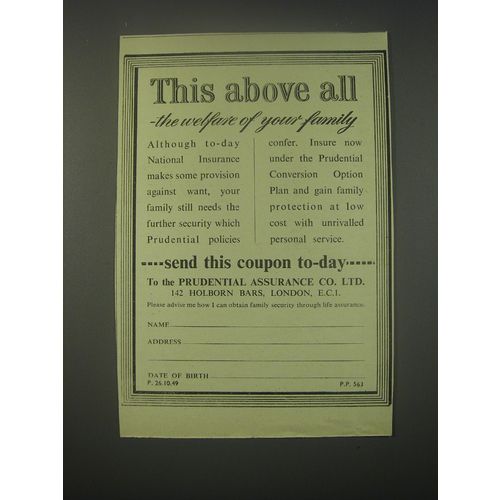 This above all
-the welfare of your family
Although to-day
National Insurance
makes some provision
against want, your
family still needs the
further security which
Prudential policies
confer. Insure now
under the Prudential
Conversion Option
Plan and gain family
protection at low
cost with unrivalled
personal service.
----send this coupon to-day-----
To the PRUDENTIAL ASSURANCE CO. LTD.
142 HOLBORN BARS, LONDON, E.C.1.
Please advise me how I can obtain family security through life assurance.
NAME
ADDRESS
DATE OF BIRTH
P. 26.10.49 P.P. 563